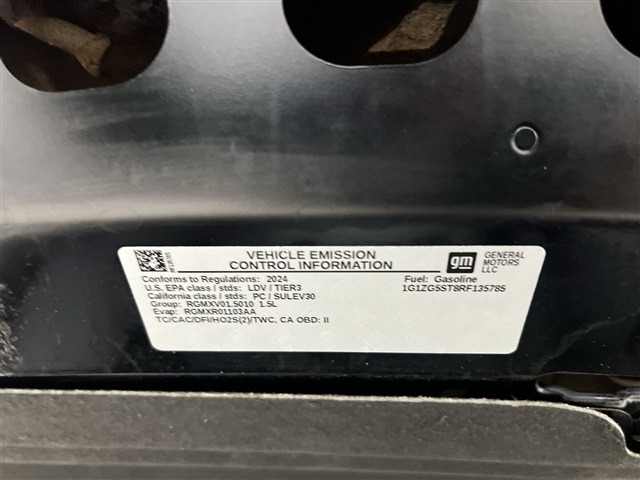 VEHICLE EMISSION
CONTROL INFORMATION
gm GENERAL
MOTORS
LLC
Conforms to Regulations: 2024
Fuel: Gasoline
U.S. EPA class / stds: LDV / TIER3
1G1ZG5ST8RF135785
California class / stds: PC / SULEV30
Group: RGMXV01.5010 1.5L
Evap: RGMXR01103AA
TC/CAC/DFI/HO2S(2)/TWC, CA OBD: II